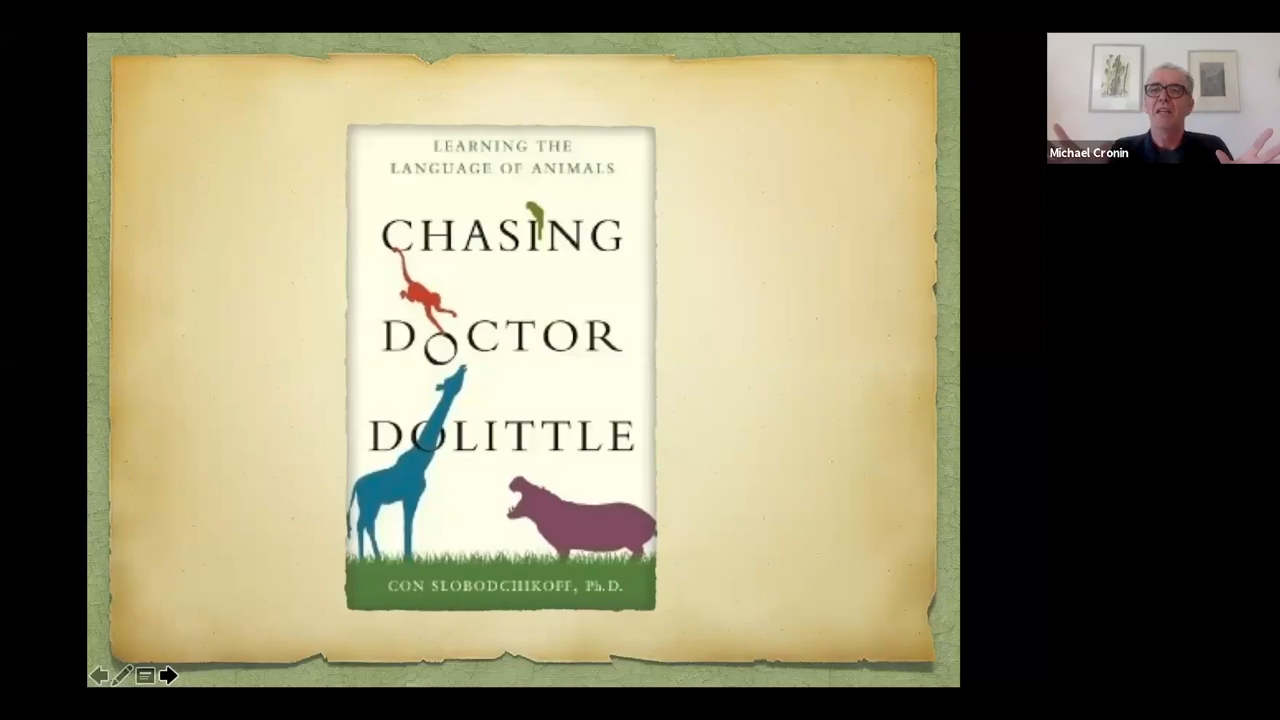 LEARNING THE
LANGUAGE OF ANIMALS
CHASING
DOCTOR
DOLITTLE
CON SLOBODCHIKOFF, Ph.D.
Michael Cronin